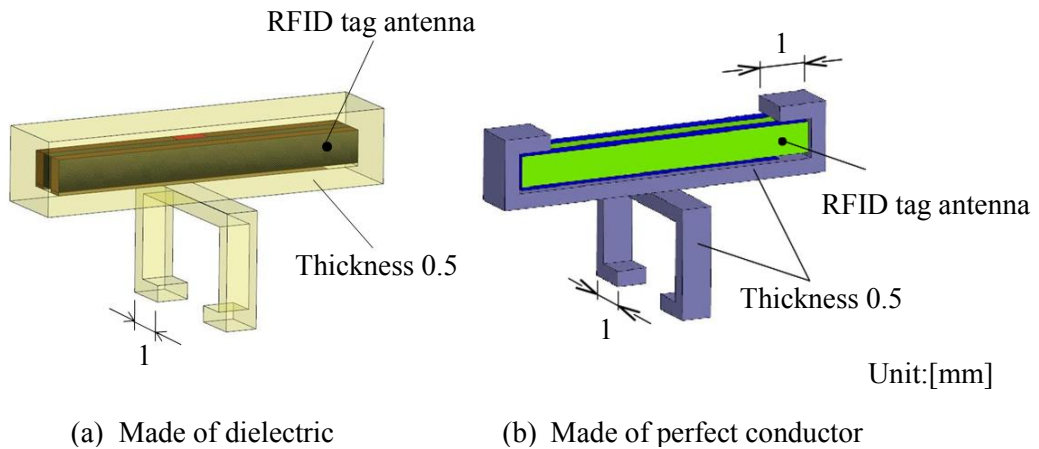 RFID tag antenna
1
RFID tag antenna
Thickness 0.5
Thickness 0.5
1
1
Unit:[mm]
(a) Made of dielectric
(b) Made of perfect conductor